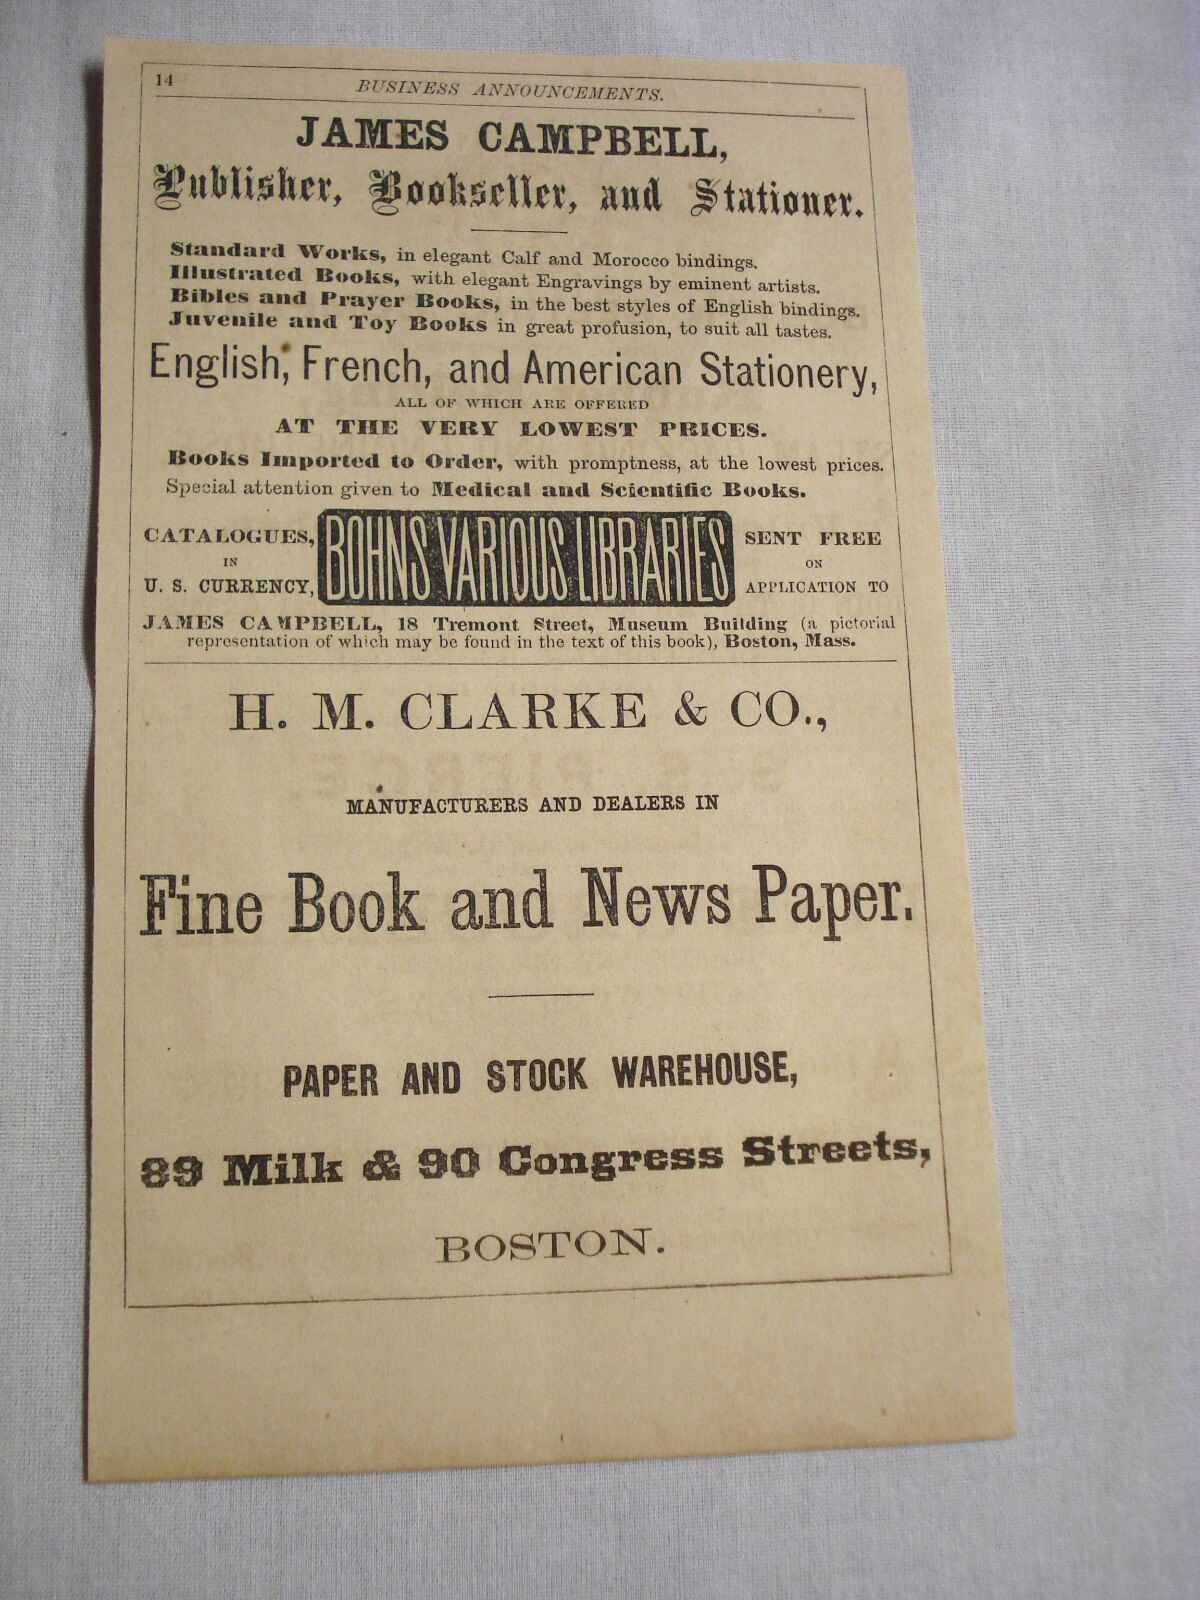 14
BUSINESS ANNOUNCEMENTS.
JAMES CAMPBELL,
Publisher, Bookseller, and Stationer.
Standard Works, in elegant Calf and Morocco bindings.
Illustrated Books, with elegant Engravings by eminent artists.
Bibles and Prayer Books, in the best styles of English bindings.
Juvenile and Toy Books in great profusion, to suit all tastes.
English, French, and American Stationery,
ALL OF WHICH ARE OFFERED
AT THE VERY LOWEST PRICES.
Books Imported to Order, with promptness, at the lowest prices.
Special attention given to Medical and Scientific Books.
CATALOGUES,
IN
U. S. CURRENCY,
BOHNS VARIOUS LIBRARIES
SENT FREE
ON
APPLICATION TO
JAMES CAMPBELL, 18 Tremont Street, Museum Building (a pictorial
representation of which may be found in the text of this book), Boston, Mass.
H. M. CLARKE & CO.,
MANUFACTURERS AND DEALERS IN
Fine Book and News Paper.
PAPER AND STOCK WAREHOUSE,
89 Milk & 90 Congress Streets,
BOSTON.